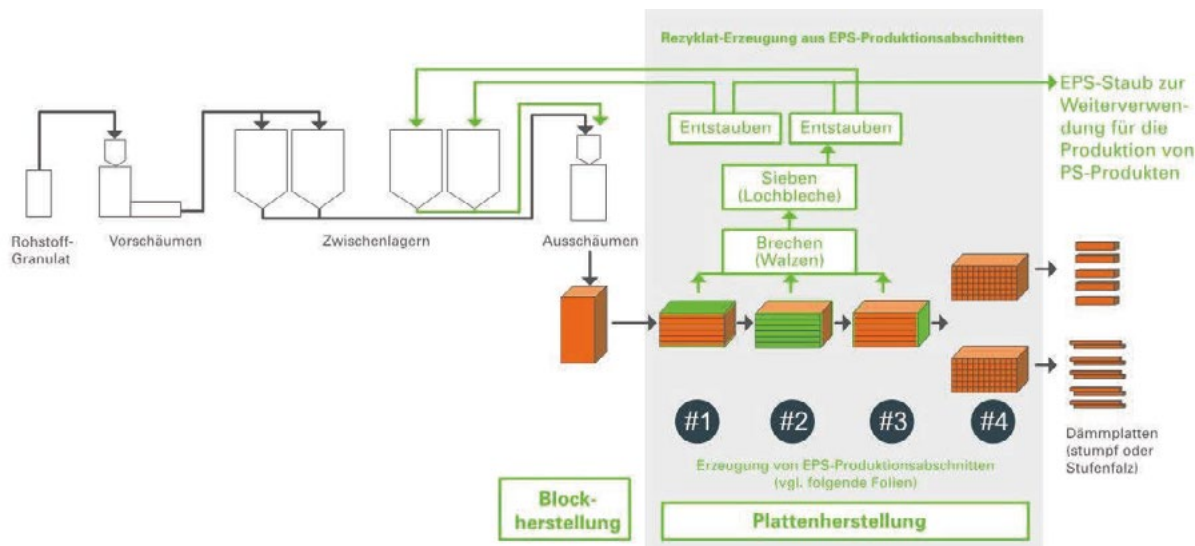 Rezyklat-Erzeugung aus EPS-Produktionsabschnitten
EPS-Staub zur
Weiterverwen-
dung für die
Produktion von
PS-Produkten
Entstauben
Entstauben
Sieben
(Lochbleche)
Brechen
(Walzen)
Rohstoff-
Granulat
Vorschäumen
Zwischenlagern
Ausschäumen
#1
#2
#3
#4
Dämmplatten
(stumpf oder
Stufenfalz)
Erzeugung von EPS-Produktionsabschnitten
(vgl. folgende Folien)
Block-
herstellung
Plattenherstellung